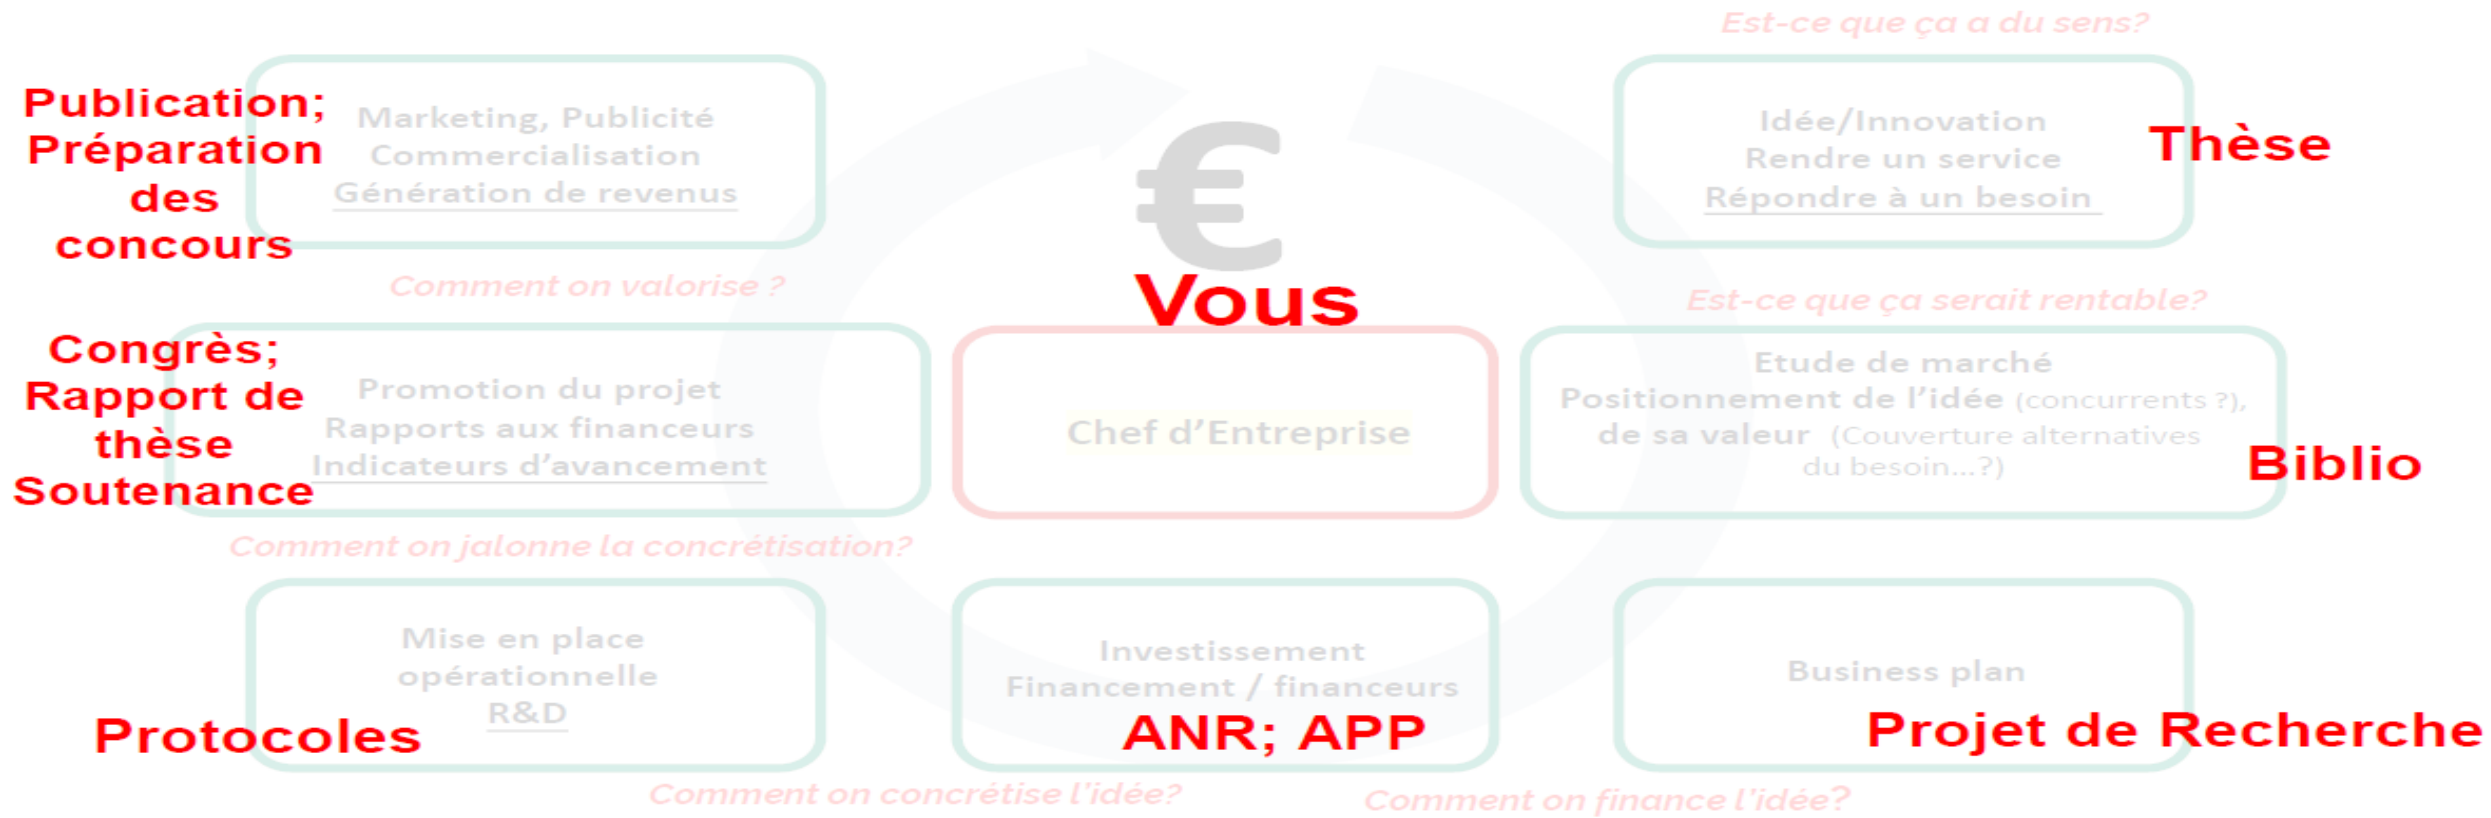 Est-ce que ça a du sens?
Publication;
Préparation
des
concours
Marketing, Publicité
Commercialisation
Génération de revenus
€
Idée/Innovation
Rendre un service
Répondre à un besoin
Thèse
Comment on valorise ?
Vous
Est-ce que ça serait rentable?
Congrès;
Rapport de
thèse
Soutenance
Promotion du projet
Rapports aux financeurs
Indicateurs d'avancement
Chef d'Entreprise
Etude de marché
Positionnement de l'idée (concurrents ?),
de sa valeur (Couverture alternatives
du besoin...?)
Biblio
Comment on jalonne la concrétisation?
Mise en place
opérationnelle
R&D
Protocoles
Investissement
Financement / financeurs
ANR; APP
Business plan
Projet de Recherche
Comment on concrétise l'idée?
Comment on finance l'idée?